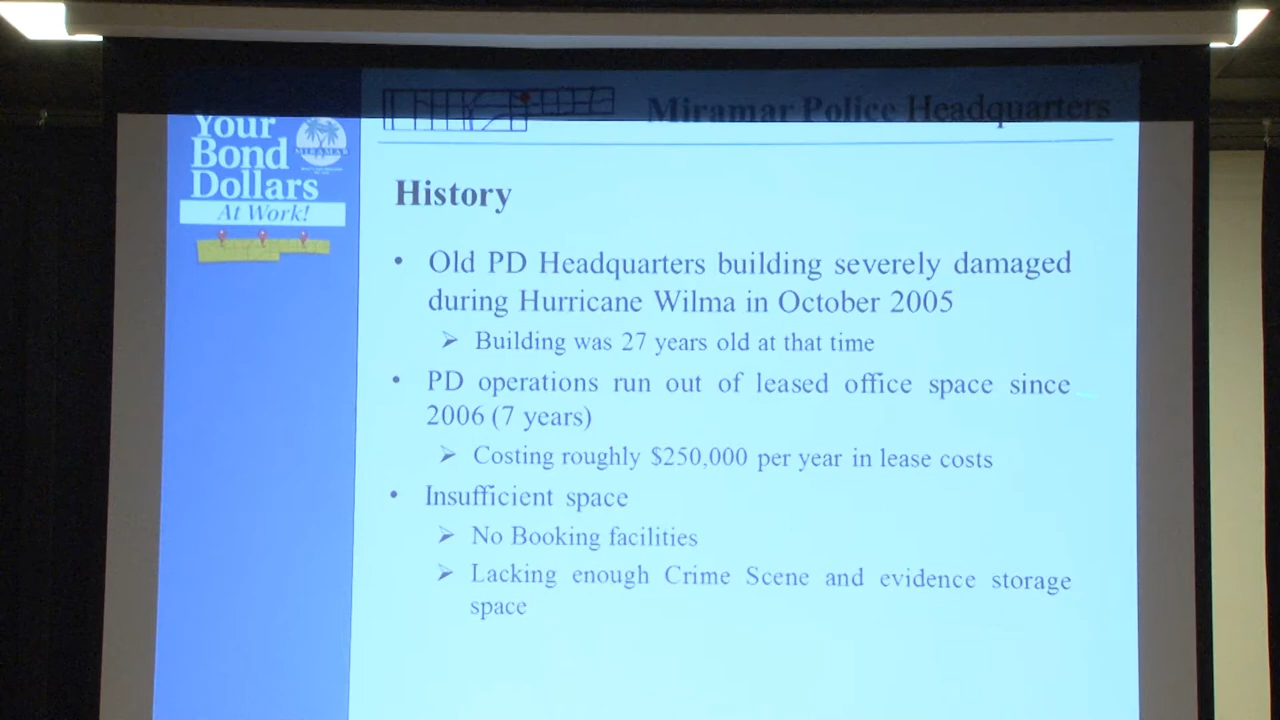 Miramar Police Headquarters
Your
Bond
Dollars
MIRAMAR
At Work!
History
• Old PD Headquarters building severely damaged
during Hurricane Wilma in October 2005
➢ Building was 27 years old at that time
• PD operations run out of leased office space since
2006 (7 years)
➢ Costing roughly $250,000 per year in lease costs
• Insufficient space
➢ No Booking facilities
➢ Lacking enough Crime Scene and evidence storage
space